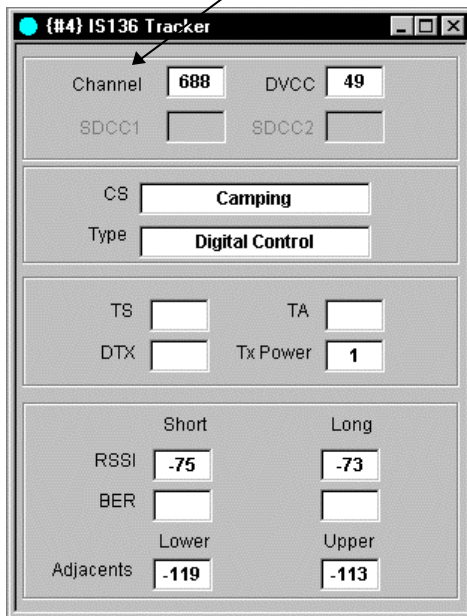 {#4} IS136 Tracker
Channel 688 DVCC 49
SDCC1 SDCC2
CS Camping
Type Digital Control
TS TA
DTX Tx Power 1
Short Long
RSSI -75 -73
BER
Lower Upper
Adjacents -119 -113